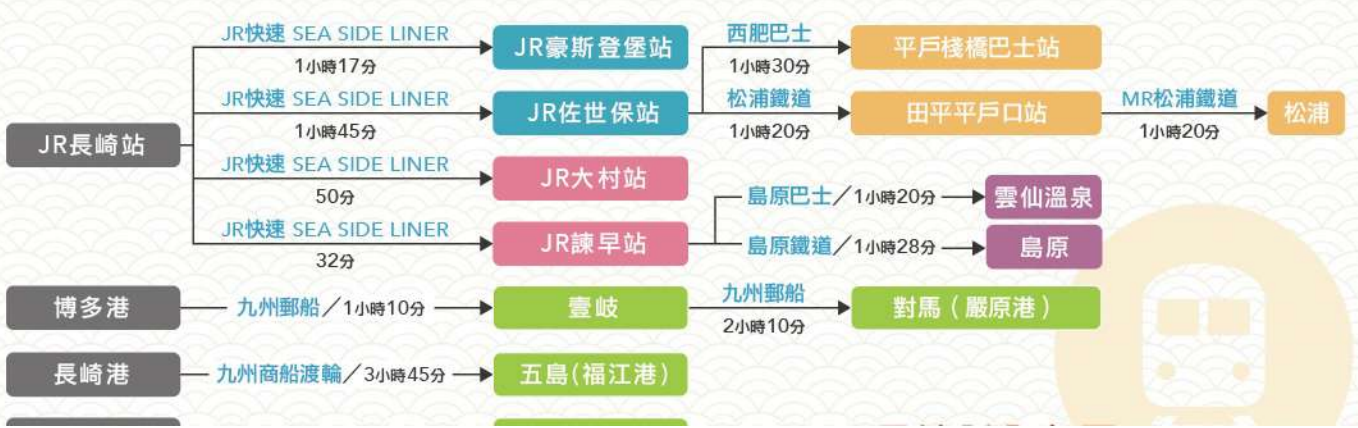 JR長崎站
JR快速 SEA SIDE LINER
1小時17分
JR豪斯登堡站
JR快速 SEA SIDE LINER
1小時45分
JR佐世保站
西肥巴士
1小時30分
平戶棧橋巴士站
松浦鐵道
1小時20分
田平平戶口站
MR松浦鐵道
1小時20分
松浦
JR快速 SEA SIDE LINER
50分
JR大村站
JR快速 SEA SIDE LINER
32分
JR諫早站
島原巴士／1小時20分
雲仙溫泉
島原鐵道／1小時28分
島原
博多港
九州郵船／1小時10分
壹岐
九州郵船
2小時10分
對馬（嚴原港）
長崎港
九州商船渡輪／3小時45分
五島(福江港)